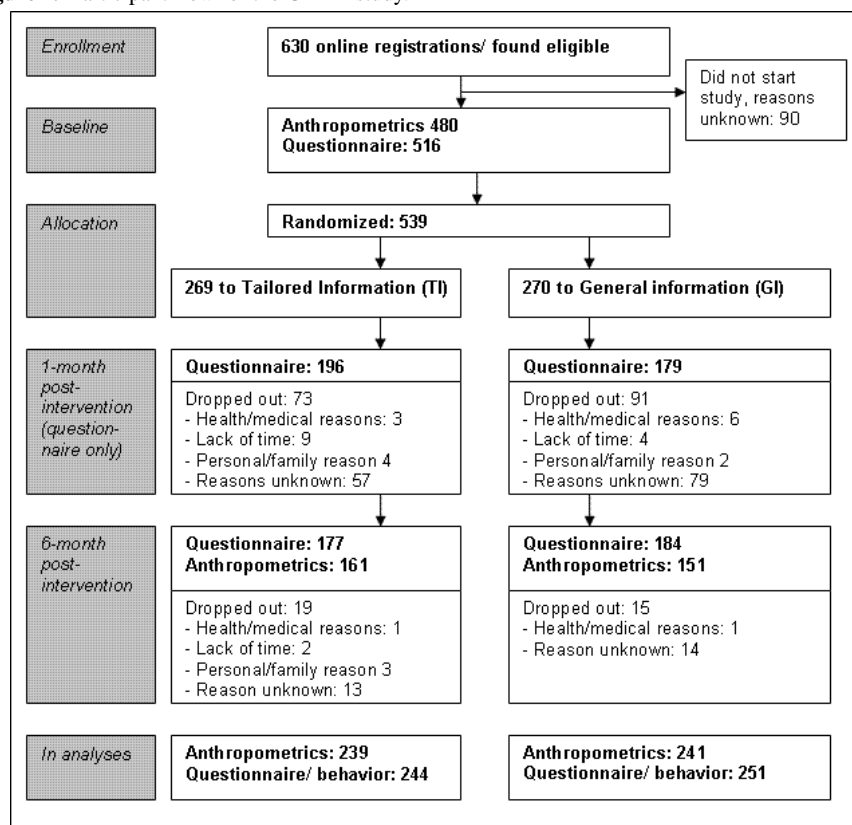 Enrollment
630 online registrations/ found eligible
Did not start
study, reasons
unknown: 90
Baseline
Anthropometrics 480
Questionnaire: 516
Allocation
Randomized: 539
269 to Tailored Information (TI)
270 to General information (GI)
1-month
post-
intervention
(question-
naire only)
Questionnaire: 196
Dropped out: 73
- Health/medical reasons: 3
- Lack of time: 9
- Personal/family reason 4
- Reasons unknown: 57
Questionnaire: 179
Dropped out: 91
- Health/medical reasons: 6
- Lack of time: 4
- Personal/family reason 2
- Reasons unknown: 79
6-month
post-
intervention
Questionnaire: 177
Anthropometrics: 161
Dropped out: 19
- Health/medical reasons: 1
- Lack of time: 2
- Personal/family reason 3
- Reason unknown: 13
Questionnaire: 184
Anthropometrics: 151
Dropped out: 15
- Health/medical reasons: 1
- Reason unknown: 14
In analyses
Anthropometrics: 239
Questionnaire/ behavior: 244
Anthropometrics: 241
Questionnaire/ behavior: 251